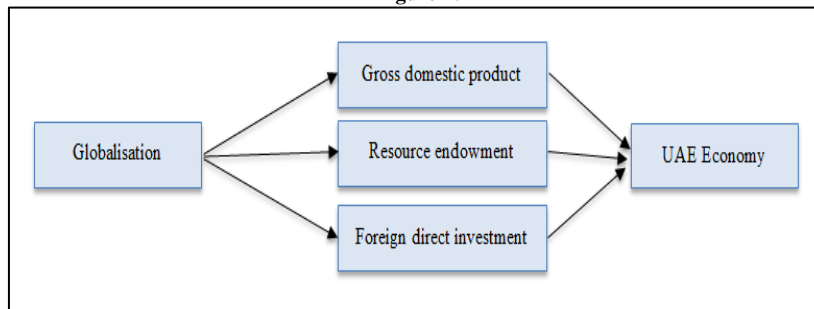 Gross domestic product
Globalisation
Resource endowment
UAE Economy
Foreign direct investment